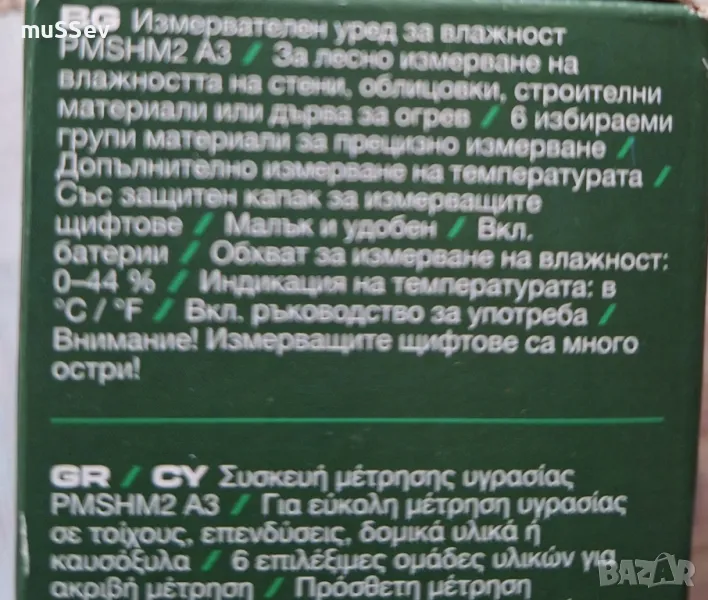 muSSev
BG Измервателен уред за влажност
PMSHM2 A3 / За лесно измерване на
влажността на стени, облицовки, строителни
материали или дърва за огрев / 6 избираеми
групи материали за прецизно измерване /
Допълнително измерване на температурата /
Със защитен капак за измерващите
щифтове / Малък и удобен / Вкл.
батерии / Обхват за измерване на влажност:
0–44 % / Индикация на температурата: в
°C / °F / Вкл. ръководство за употреба /
Внимание! Измерващите щифтове са много
остри!
GR / CY Συσκευή μέτρησης υγρασίας
PMSHM2 A3 / Για εύκολη μέτρηση υγρασίας
σε τοίχους, επενδύσεις, δομικά υλικά ή
καυσόξυλα / 6 επιλέξιμες ομάδες υλικών για
ακριβή μέτρηση / Πρόσθετη μέτρηση
BAZAR